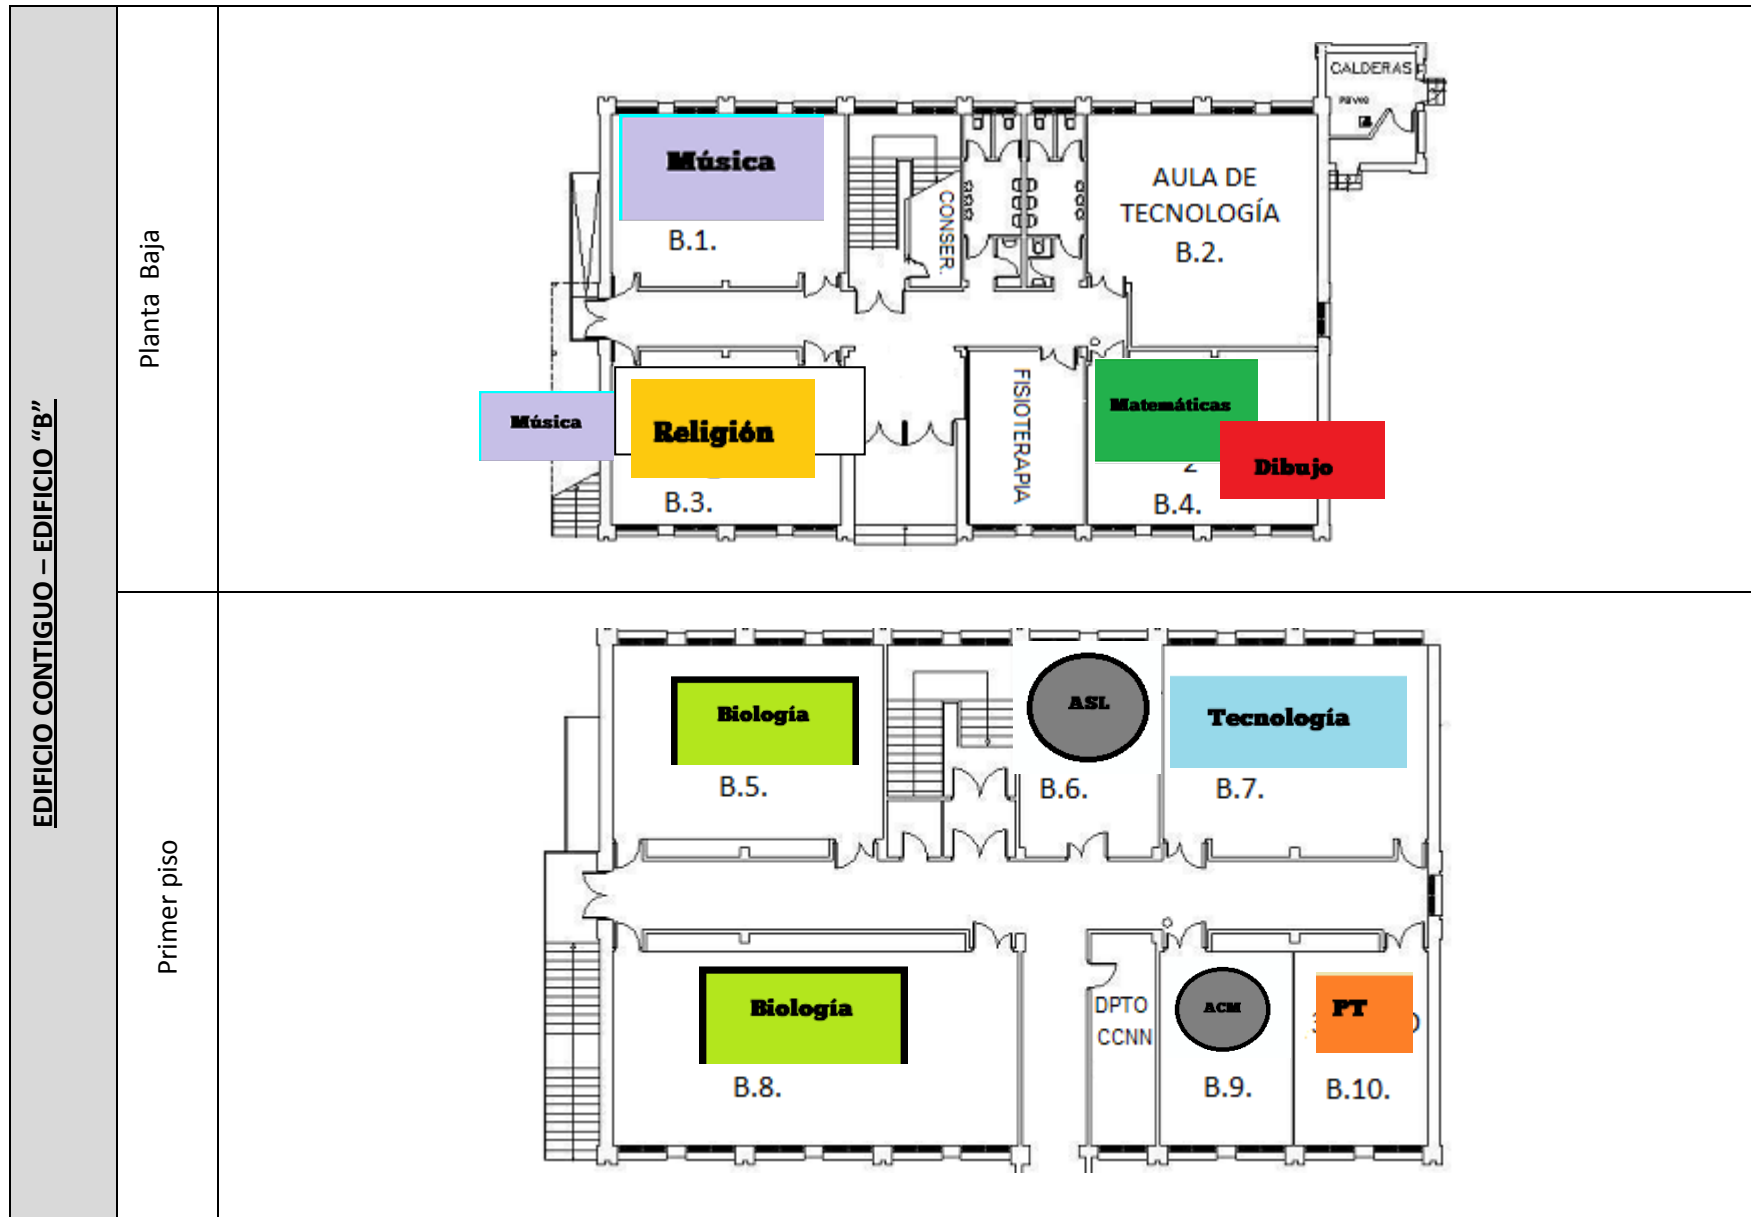 EDIFICIO CONTIGUO – EDIFICIO “B”
Planta Baja
CALDERAS
Música
B.1.
CONSER.
AULA DE
TECNOLOGÍA
B.2.
Música
Religión
B.3.
FISIOTERAPIA
Matemáticas
Dibujo
2
B.4.
Primer piso
Biología
B.5.
ASL
B.6.
Tecnología
B.7.
Biología
B.8.
DPTO
CCNN
ACM
B.9.
PT
B.10.